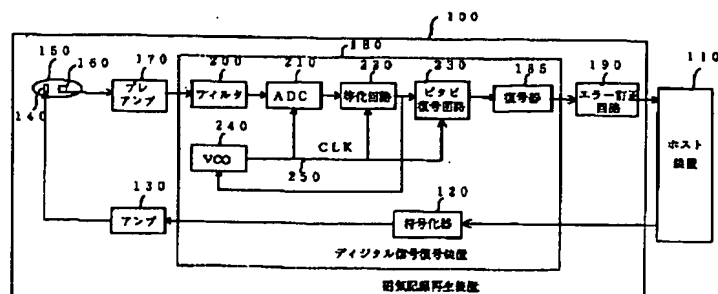 100
180
150
160
170
200
210
220
230
185
190
110
140
プレ
アンプ
フィルタ
ADC
等化回路
ビタビ
復号回路
復号器
エラー訂正
回路
ホスト
装置
240
VCO
CLK
250
130
アンプ
120
符号化器
ディジタル信号復号装置
磁気記録再生装置